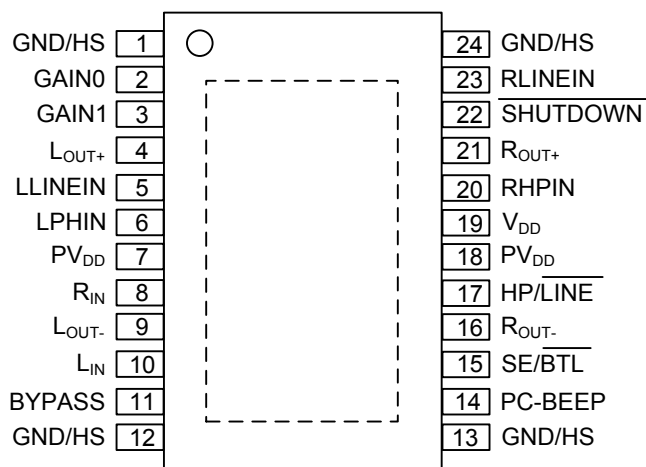 GND/HS 1 24 GND/HS
GAIN0 2 23 RLINEIN
GAIN1 3 22 SHUTDOWN
LOUT+ 4 21 ROUT+
LLINEIN 5 20 RHPIN
LPHIN 6 19 VDD
PVDD 7 18 PVDD
RIN 8 17 HP/LINE
LOUT- 9 16 ROUT-
LIN 10 15 SE/BTL
BYPASS 11 14 PC-BEEP
GND/HS 12 13 GND/HS